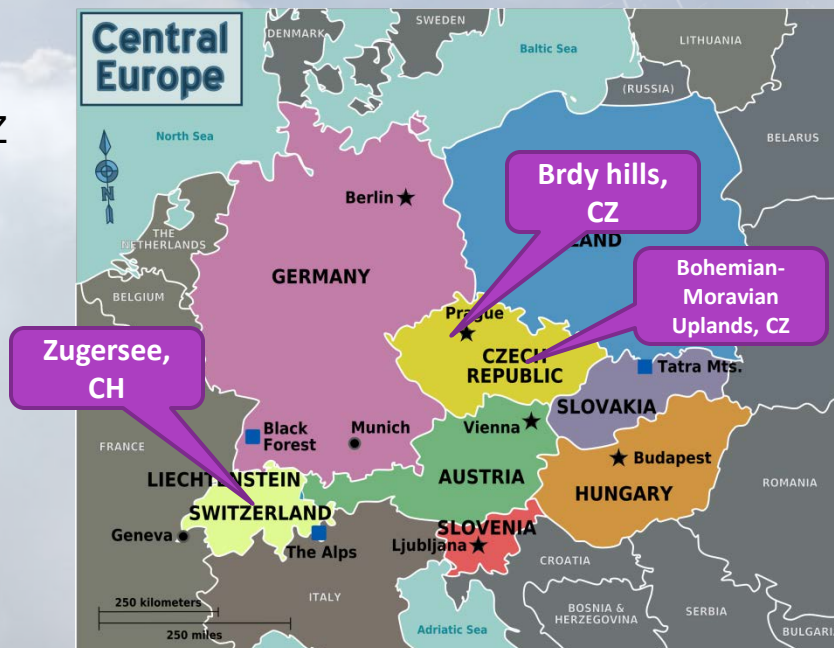 Central
Europe
DENMARK
SWEDEN
Baltic Sea
LITHUANIA
(RUSSIA)
BELARUS
North Sea
N
Z
Berlin
Brdy hills,
CZ
LAND
THE
NETHERLANDS
GERMANY
BELGIUM
Bohemian-
Moravian
Uplands, CZ
Prague
CZECH
REPUBLIC
Zugersee,
CH
Tatra Mts.
SLOVAKIA
Black
Forest
Munich
Vienna
FRANCE
Budapest
LIECHTENSTEIN
AUSTRIA
HUNGARY
ROMANIA
SWITZERLAND
SLOVENIA
Geneva
The Alps
Ljubljana
CROATIA
ITALY
250 kilometers
250 miles
BOSNIA &
HERZEGOVINA
SERBIA
Adriatic Sea
BULGARI